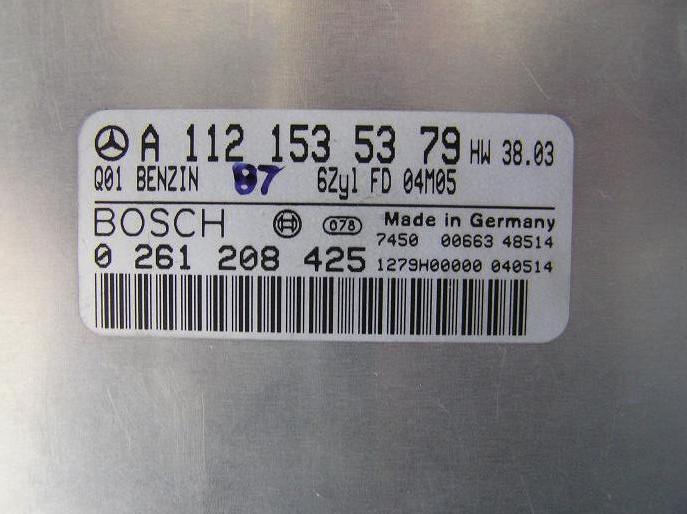 A 112 153 53 79 HW 38.03
Q01 BENZIN B7 6Zyl FD 04M05
BOSCH 078 Made in Germany
7450 00663 48514
0 261 208 425 1279H00000 040514